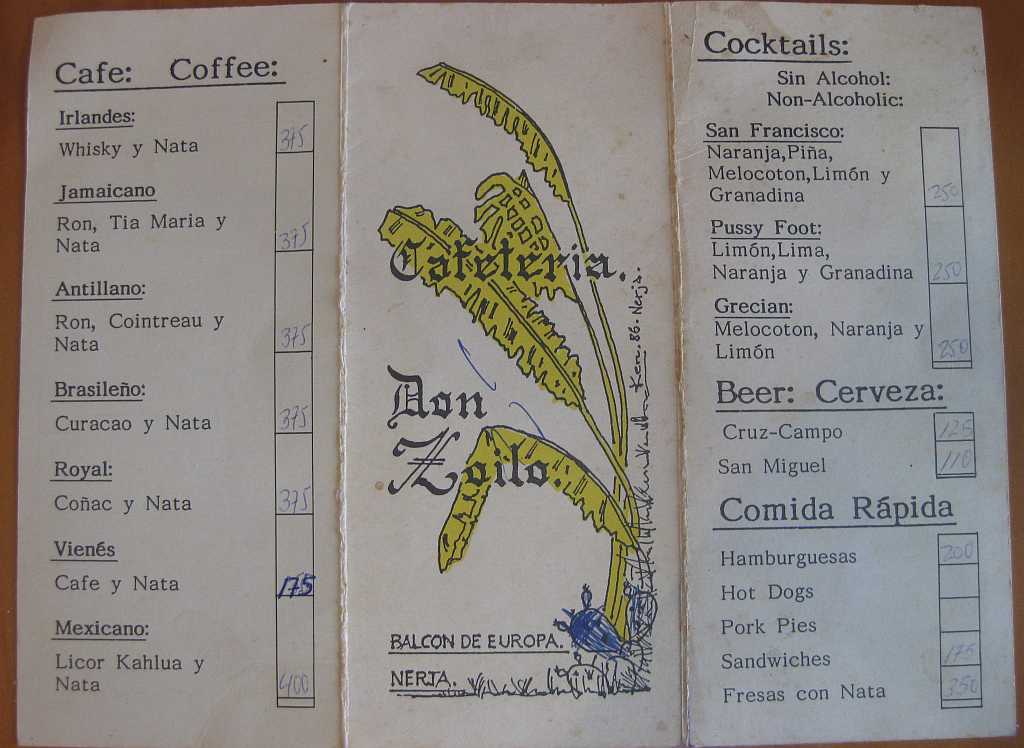 Cafe: Coffee:
Irlandes:
Whisky y Nata 375
Jamaicano
Ron, Tia Maria y
Nata 375
Antillano:
Ron, Cointreau y
Nata 375
Brasileño:
Curacao y Nata 375
Royal:
Coñac y Nata 375
Vienés
Cafe y Nata 175
Mexicano:
Licor Kahlua y
Nata 400
Cafeteria.
Don
Zoilo.
Ken. 86. Nerja.
BALCON DE EUROPA.
NERJA.
Cocktails:
Sin Alcohol:
Non-Alcoholic:
San Francisco:
Naranja,Piña,
Melocoton,Limón y
Granadina 250
Pussy Foot:
Limón,Lima,
Naranja y Granadina 250
Grecian:
Melocoton, Naranja y
Limón 250
Beer: Cerveza:
Cruz-Campo 125
San Miguel 110
Comida Rápida
Hamburguesas 200
Hot Dogs
Pork Pies
Sandwiches 175
Fresas con Nata 350